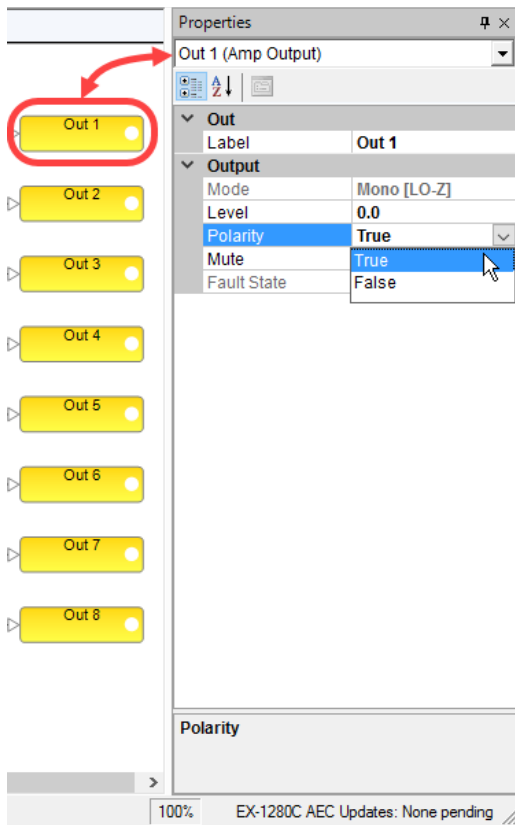 Properties
Out 1 (Amp Output)
A
Z
Out
Label Out 1
Output
Mode Mono [LO-Z]
Level 0.0
Polarity True
Mute True
Fault State False
Out 1
Out 2
Out 3
Out 4
Out 5
Out 6
Out 7
Out 8
Polarity
100% EX-1280C AEC Updates: None pending